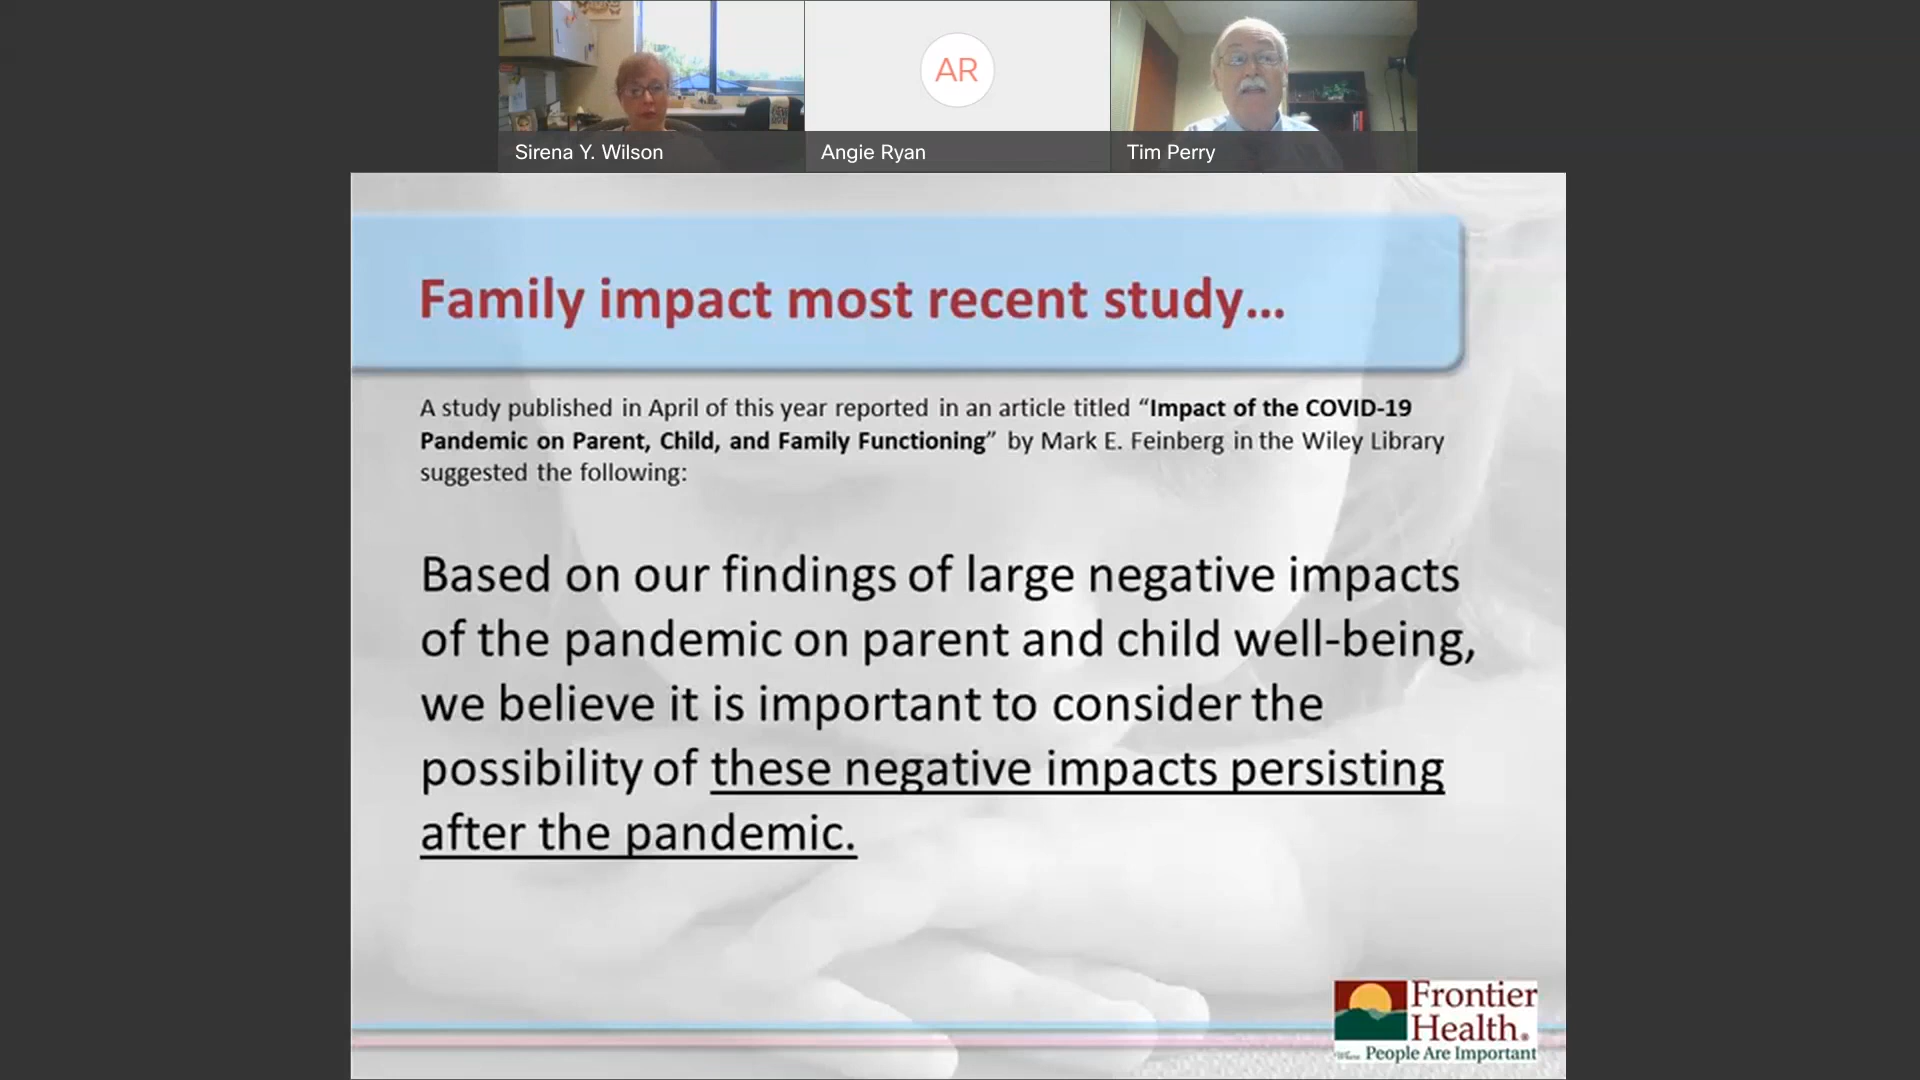 Sirena Y. Wilson
AR
Angie Ryan
Tim Perry
Family impact most recent study...
A study published in April of this year reported in an article titled “Impact of the COVID-19
Pandemic on Parent, Child, and Family Functioning” by Mark E. Feinberg in the Wiley Library
suggested the following:
Based on our findings of large negative impacts
of the pandemic on parent and child well-being,
we believe it is important to consider the
possibility of these negative impacts persisting
after the pandemic.
Frontier
Health®
Where People Are Important